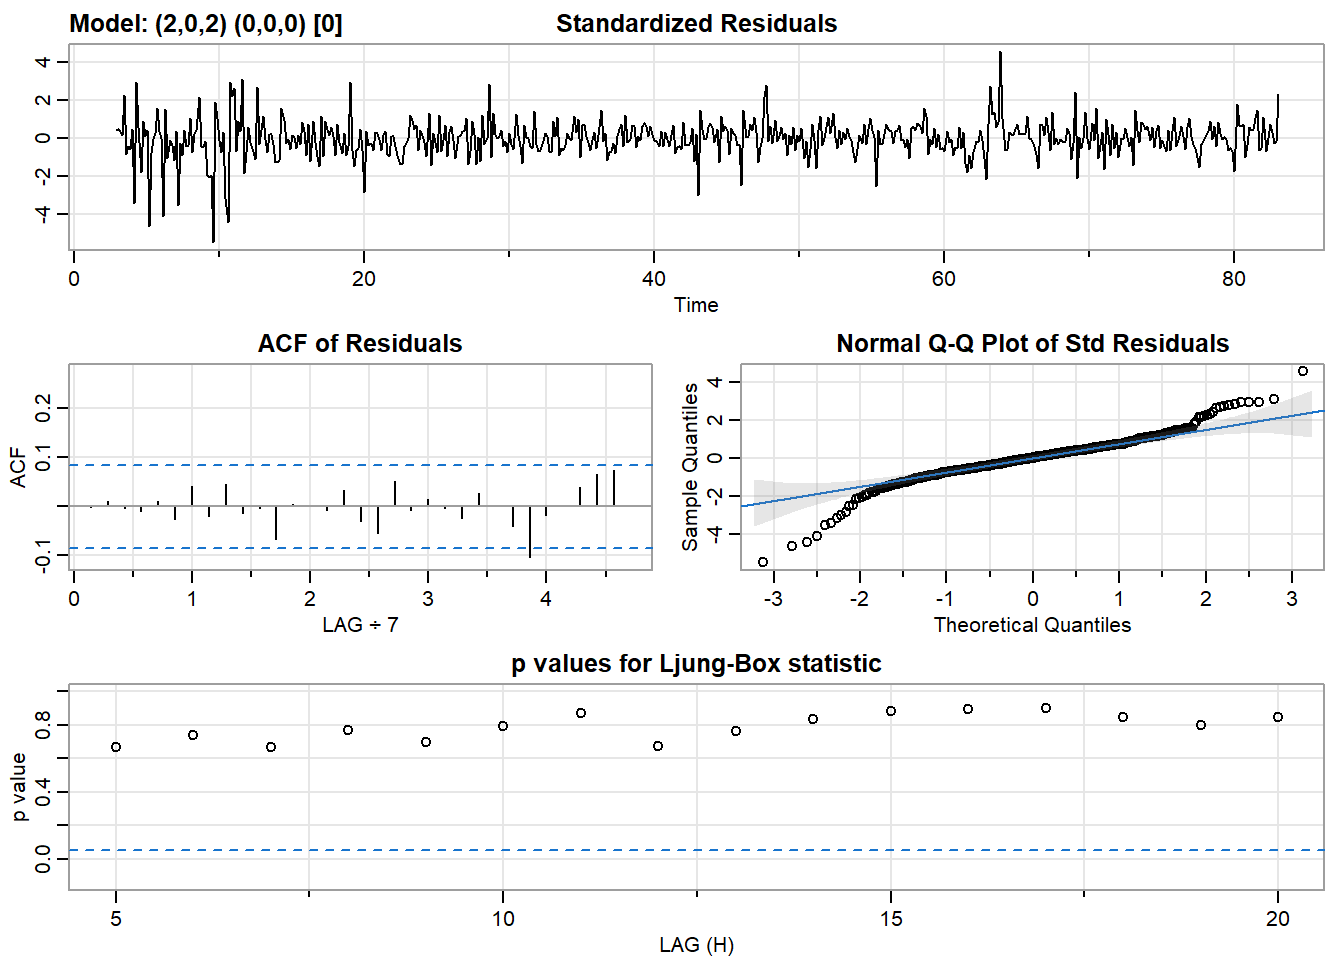 Model: (2,0,2) (0,0,0) [0]
Standardized Residuals
4
2
0
-2
-4
0 20 40 60 80
Time
ACF of Residuals
ACF
0.2
0.1
-0.1
0 1 2 3 4
LAG ÷ 7
Normal Q-Q Plot of Std Residuals
Sample Quantiles
4
2
0
-2
-4
-3 -2 -1 0 1 2 3
Theoretical Quantiles
p values for Ljung-Box statistic
p value
0.8
0.4
0.0
5 10 15 20
LAG (H)